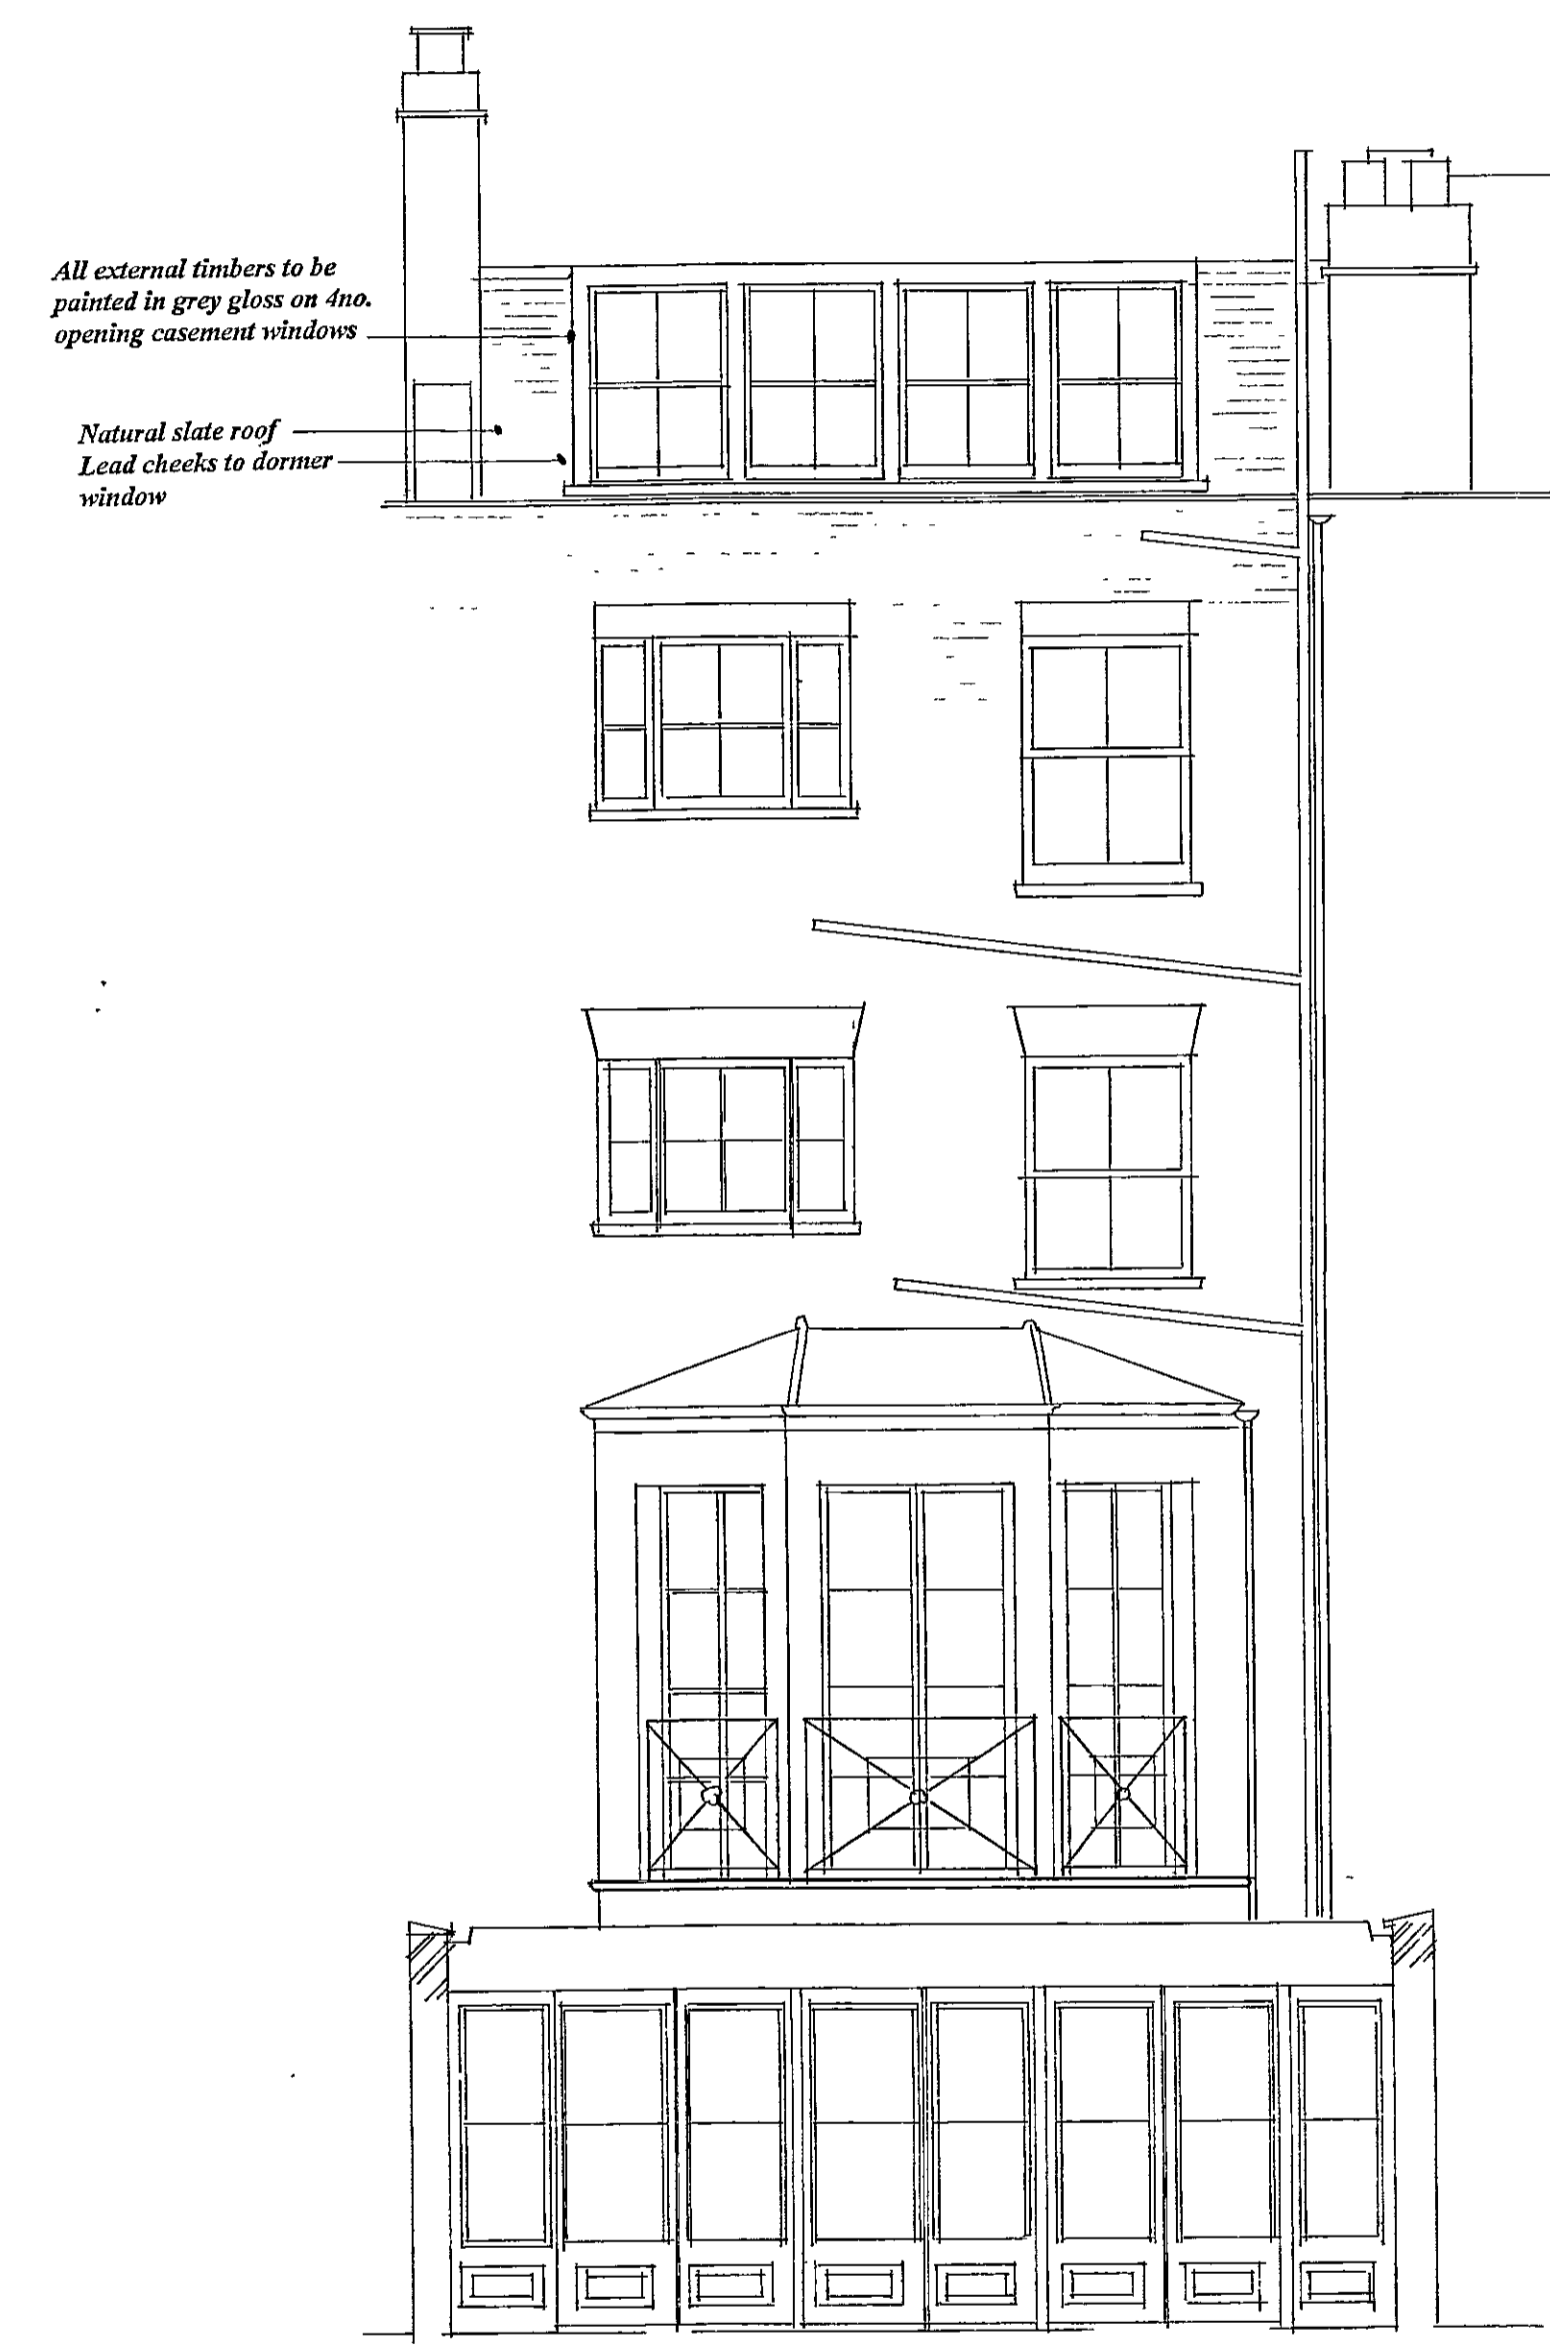 All external timbers to be
painted in grey gloss on 4no.
opening casement windows
Natural slate roof
Lead cheeks to dormer
window